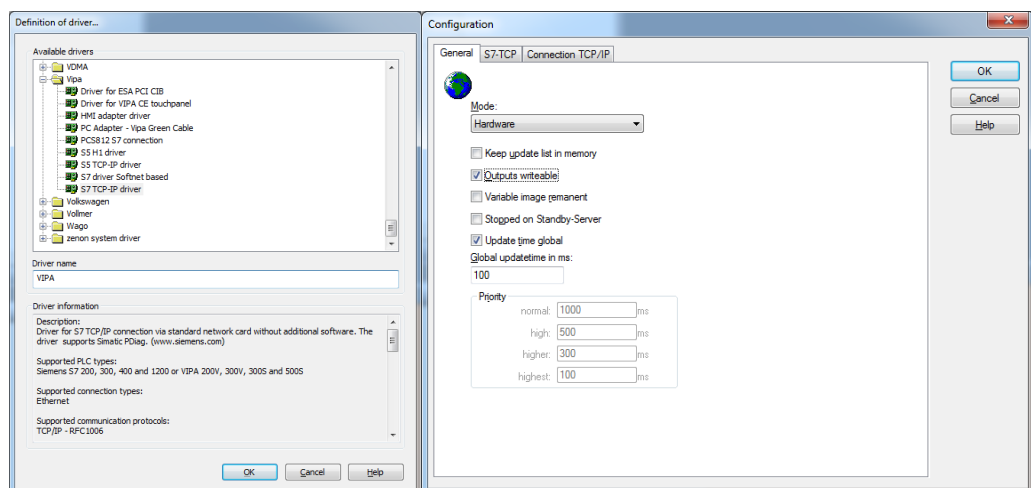 Definition of driver...
Available drivers
VDMA
Vipa
Driver for ESA PCI CIB
Driver for VIPA CE touchpanel
HMI adapter driver
PC Adapter - Vipa Green Cable
PCS812 S7 connection
S5 H1 driver
S5 TCP-IP driver
S7 driver Softnet based
S7 TCP-IP driver
Volkswagen
Vollmer
Wago
zenon system driver
Driver name
VIPA
Driver information
Description:
Driver for S7 TCP/IP connection via standard network card without additional software. The
driver supports Simatic PDiag. (www.siemens.com)
Supported PLC types:
Siemens S7 200, 300, 400 and 1200 or VIPA 200V, 300V, 300S and 500S
Supported connection types:
Ethernet
Supported communication protocols:
TCP/IP - RFC1006
OK Cancel Help
Configuration
General S7-TCP Connection TCP/IP
OK
Cancel
Help
Mode:
Hardware
Keep update list in memory
Outputs writeable
Variable image remanent
Stopped on Standby-Server
Update time global
Global updatetime in ms:
100
Priority
normal: 1000 ms
high: 500 ms
higher: 300 ms
highest: 100 ms